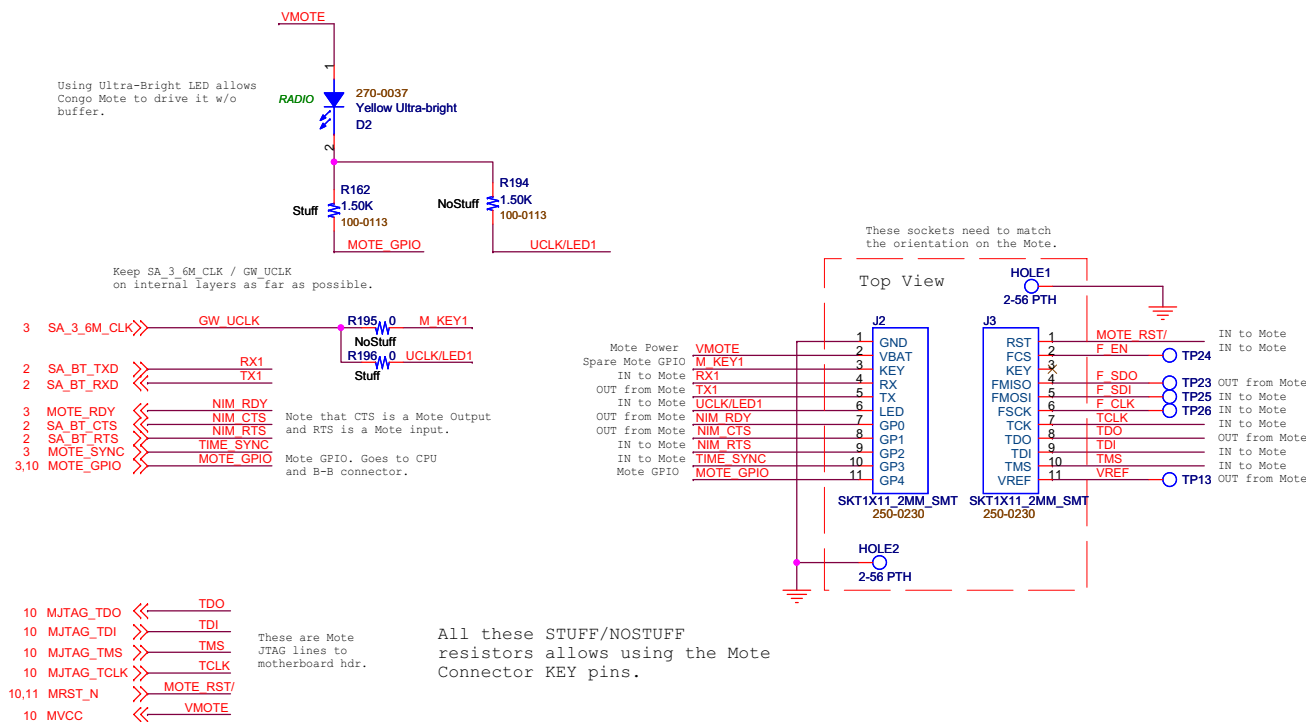 VMOTE
Using Ultra-Bright LED allows
Congo Mote to drive it w/o
buffer.
1
RADIO
270-0037
Yellow Ultra-bright
D2
2
R162
1.50K
100-0113
Stuff
R194
1.50K
100-0113
NoStuff
MOTE_GPIO
UCLK/LED1
Keep SA_3_6M_CLK / GW_UCLK
on internal layers as far as possible.
3 SA_3_6M_CLK GW_UCLK R195 0 M_KEY1
NoStuff
R196 0 UCLK/LED1
Stuff
2 SA_BT_TXD RX1
2 SA_BT_RXD TX1
3 MOTE_RDY NIM_RDY
2 SA_BT_CTS NIM_CTS
2 SA_BT_RTS NIM_RTS
3 MOTE_SYNC TIME_SYNC
3,10 MOTE_GPIO MOTE_GPIO
Note that CTS is a Mote Output
and RTS is a Mote input.
Mote GPIO. Goes to CPU
and B-B connector.
These sockets need to match
the orientation on the Mote.
Top View
HOLE1
2-56 PTH
J2
1 GND
Mote Power VMOTE 2 VBAT
Spare Mote GPIO M_KEY1 3 KEY
IN to Mote RX1 4 RX
OUT from Mote TX1 5 TX
IN to Mote UCLK/LED1 6 LED
OUT from Mote NIM_RDY 7 GP0
OUT from Mote NIM_CTS 8 GP1
IN to Mote NIM_RTS 9 GP2
IN to Mote TIME_SYNC 10 GP3
Mote GPIO MOTE_GPIO 11 GP4
SKT1X11_2MM_SMT
250-0230
J3
RST 1 MOTE_RST/ IN to Mote
FCS 2 F_EN TP24 IN to Mote
KEY 3
FMISO 4 F_SDO TP23 OUT from Mote
FMOSI 5 F_SDI TP25 IN to Mote
FSCK 6 F_CLK TP26 IN to Mote
TCK 7 TCLK IN to Mote
TDO 8 TDO OUT from Mote
TDI 9 TDI IN to Mote
TMS 10 TMS IN to Mote
VREF 11 VREF TP13 OUT from Mote
SKT1X11_2MM_SMT
250-0230
HOLE2
2-56 PTH
10 MJTAG_TDO TDO
10 MJTAG_TDI TDI
10 MJTAG_TMS TMS
10 MJTAG_TCLK TCLK
10,11 MRST_N MOTE_RST/
10 MVCC VMOTE
These are Mote
JTAG lines to
motherboard hdr.
All these STUFF/NOSTUFF
resistors allows using the Mote
Connector KEY pins.